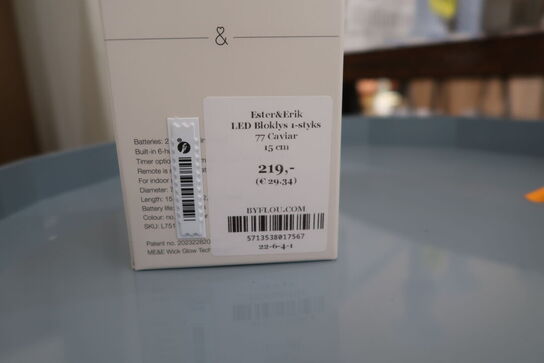 &
Ester&Erik
LED Bloklys 1-styks
77 Caviar
15 cm
219,-
(€ 29,34)
BYFLOU.COM
5713538017567
22-6-4-1
Batteries: 2
Built-in 6-h
Timer optio
Remote is
For indoor
Diameter:
Length: 15
Battery life
Colour: no.
SKU: L751
Patent no. 202322820
ME&E Wick Glow Tech